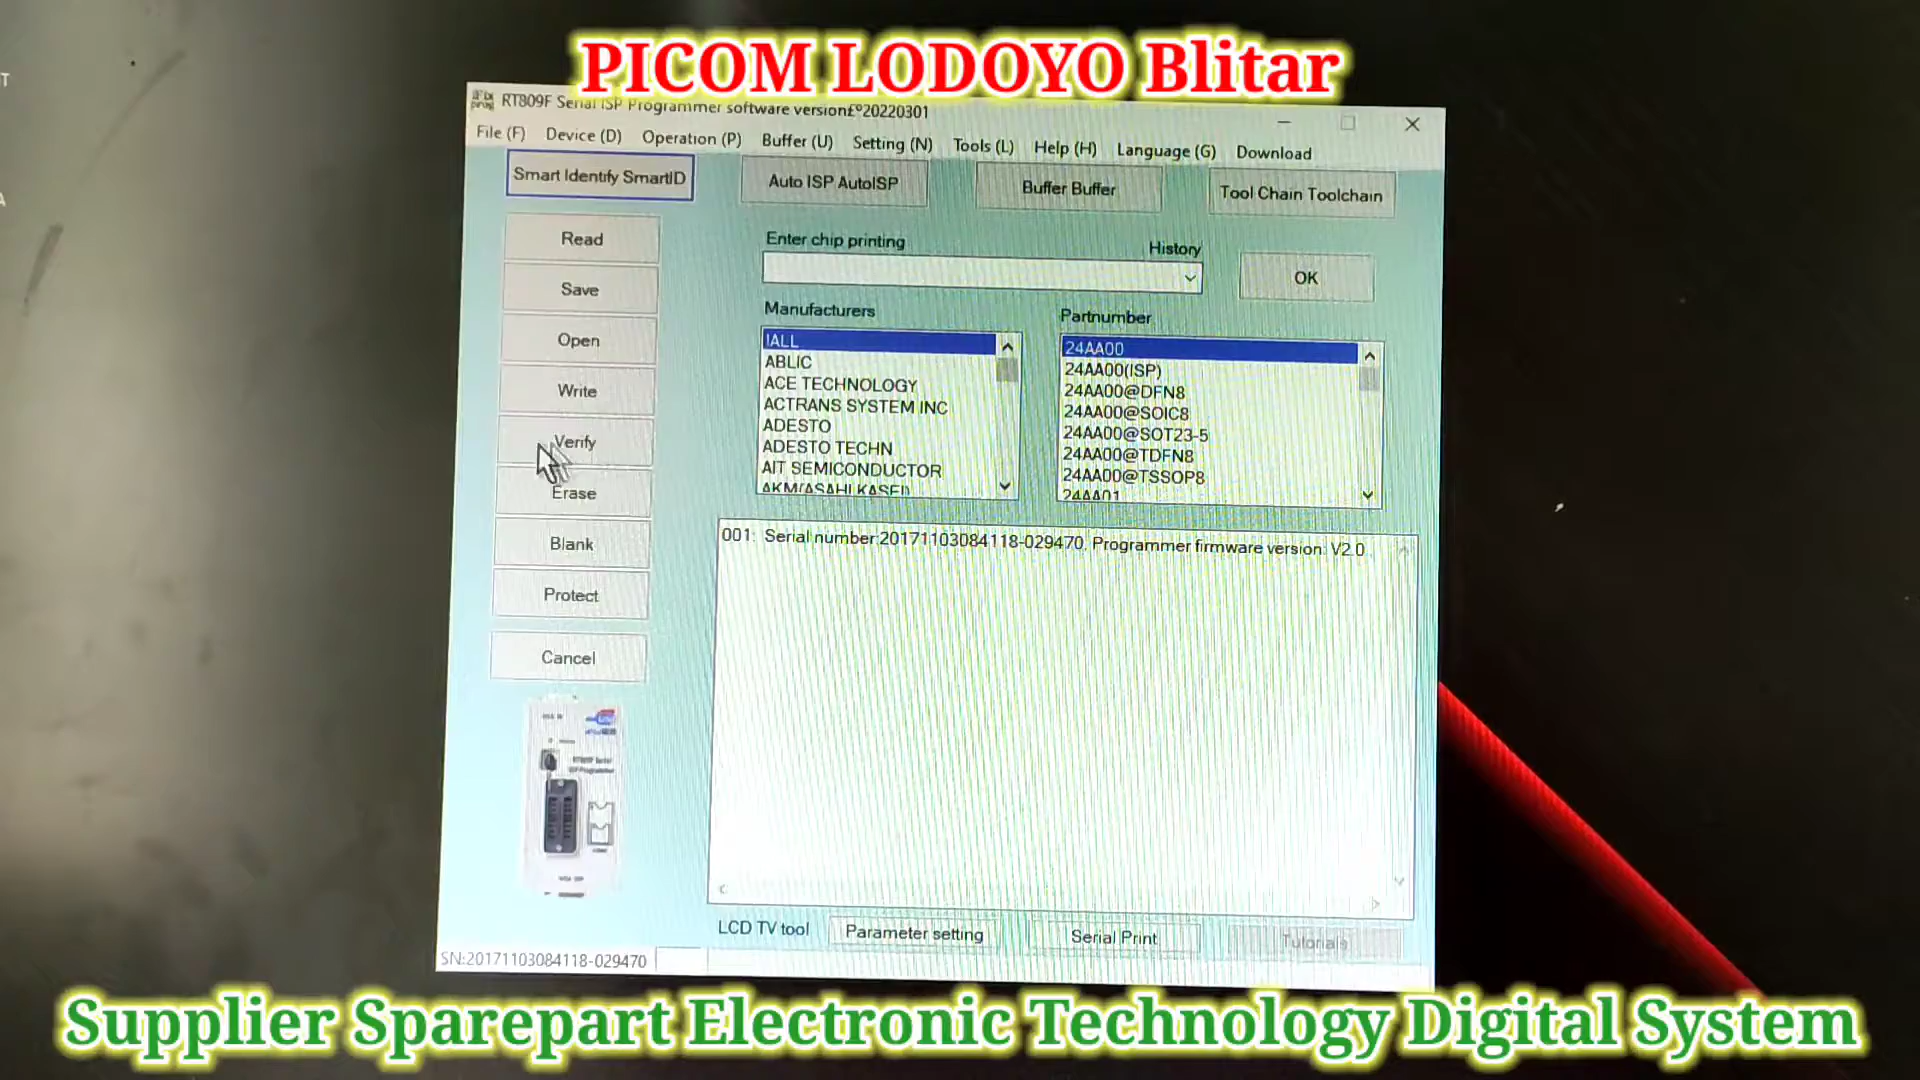 PICOM LODOYO Blitar
RT809F Serial ISP Programmer software version£º20220301
File (F) Device (D) Operation (P) Buffer (U) Setting (N) Tools (L) Help (H) Language (G) Download
Smart Identify SmartID Auto ISP AutoISP Buffer Buffer Tool Chain Toolchain
Read
Save
Open
Write
Verify
Erase
Blank
Protect
Cancel
Enter chip printing History
OK
Manufacturers
!ALL
ABLIC
ACE TECHNOLOGY
ACTRANS SYSTEM INC
ADESTO
ADESTO TECHN
AIT SEMICONDUCTOR
AKM(ASAHI KASEI)
Partnumber
24AA00
24AA00(ISP)
24AA00@DFN8
24AA00@SOIC8
24AA00@SOT23-5
24AA00@TDFN8
24AA00@TSSOP8
24AA01
001: Serial number:20171103084118-029470, Programmer firmware version: V2.0
LCD TV tool Parameter setting Serial Print Tutorials
SN:20171103084118-029470
Supplier Sparepart Electronic Technology Digital System